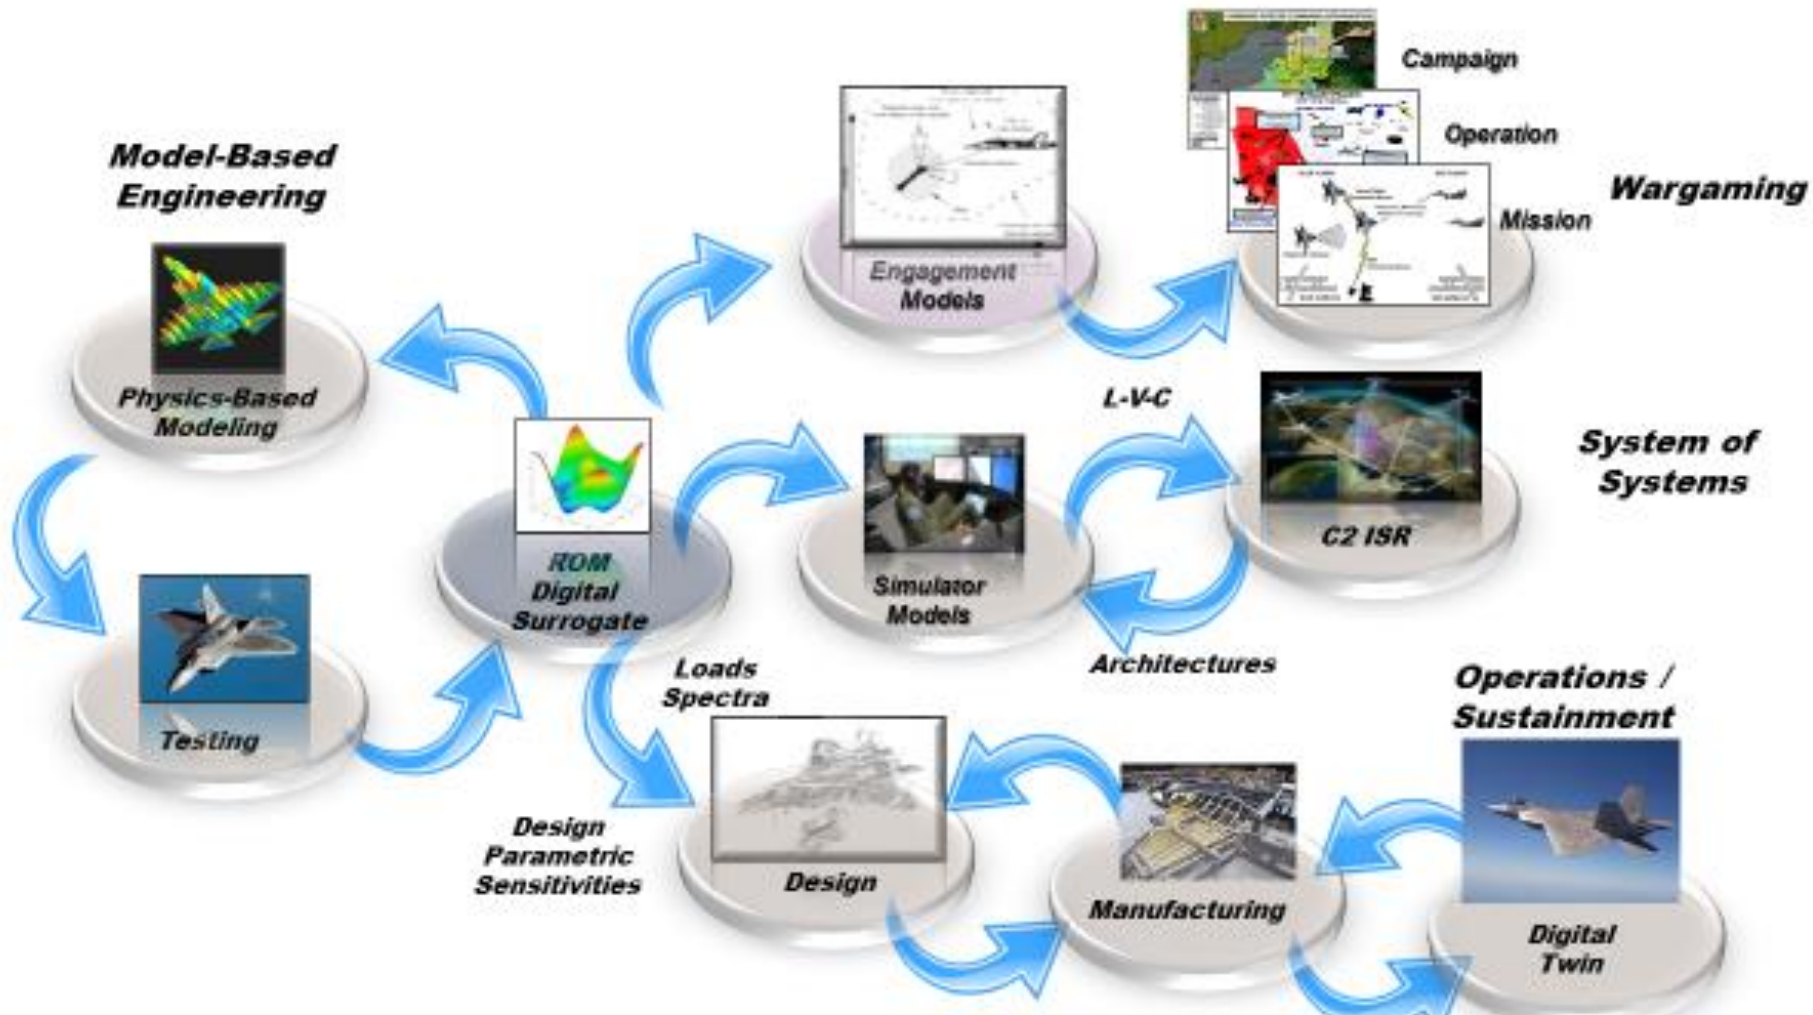 Campaign
Operation
Mission
Wargaming
Model-Based
Engineering
Engagement
Models
Physics-Based
Modeling
L-V-C
System of
Systems
C2 ISR
ROM
Digital
Surrogate
Simulator
Models
Architectures
Testing
Loads
Spectra
Operations /
Sustainment
Design
Parametric
Sensitivities
Design
Manufacturing
Digital
Twin